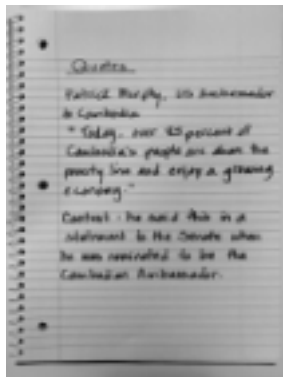 Quotes
Patrick Murphy, US Ambassador
to Cambodia
"Today, over 85 percent of
Cambodia's people are above the
poverty line and enjoy a growing
economy."
Context: he said this in a
statement to the Senate when
he was nominated to be the
Cambodian Ambassador.